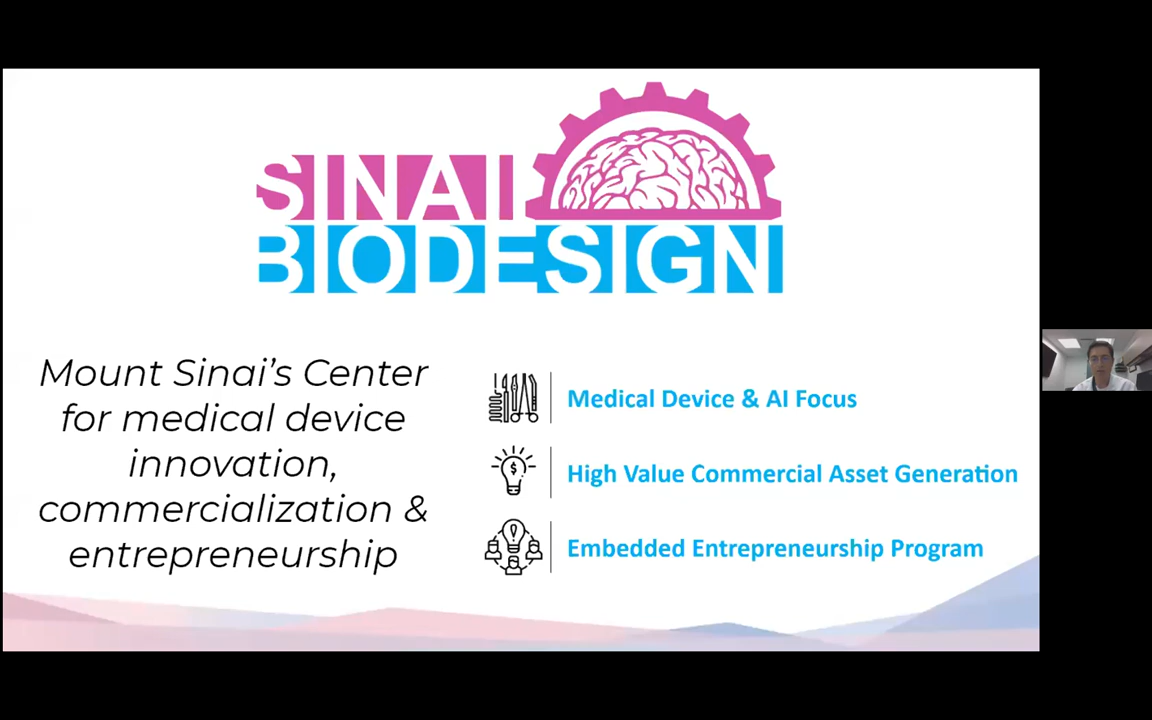 SINAI
BIODESIGN
Mount Sinai’s Center
for medical device
innovation,
commercialization &
entrepreneurship
Medical Device & AI Focus
High Value Commercial Asset Generation
Embedded Entrepreneurship Program